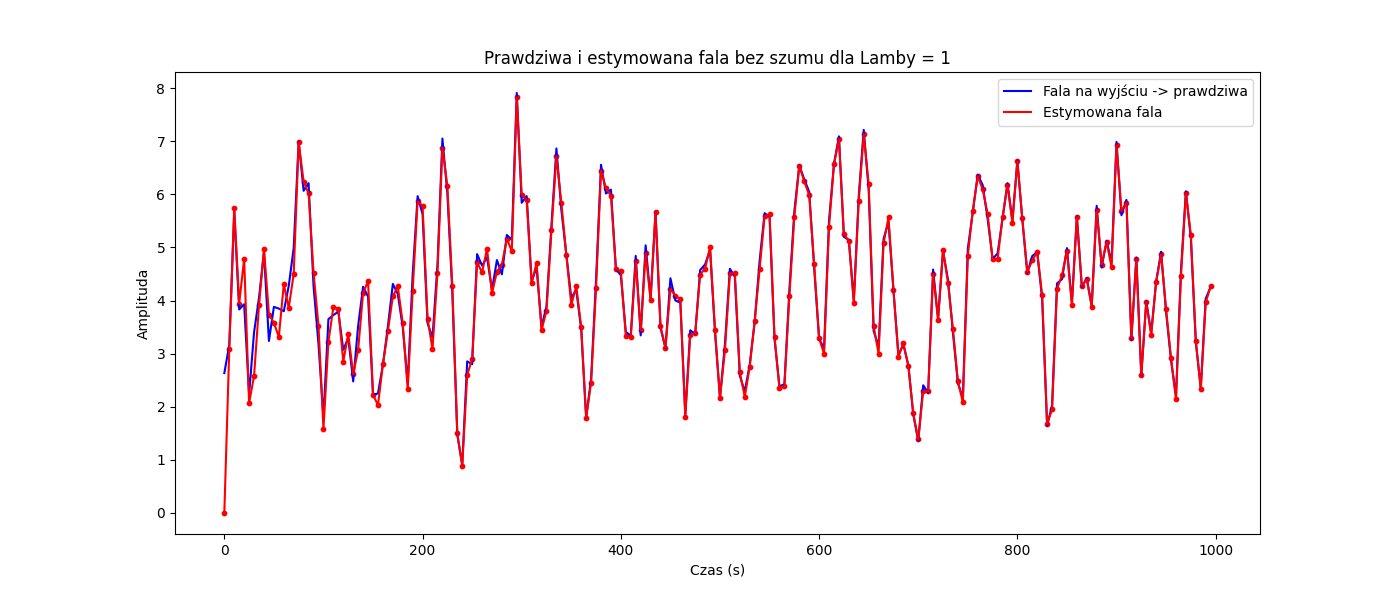 Prawdziwa i estymowana fala bez szumu dla Lamby = 1
Fala na wyjściu -> prawdziwa
Estymowana fala
Amplituda
8
7
6
5
4
3
2
1
0
0 200 400 600 800 1000
Czas (s)